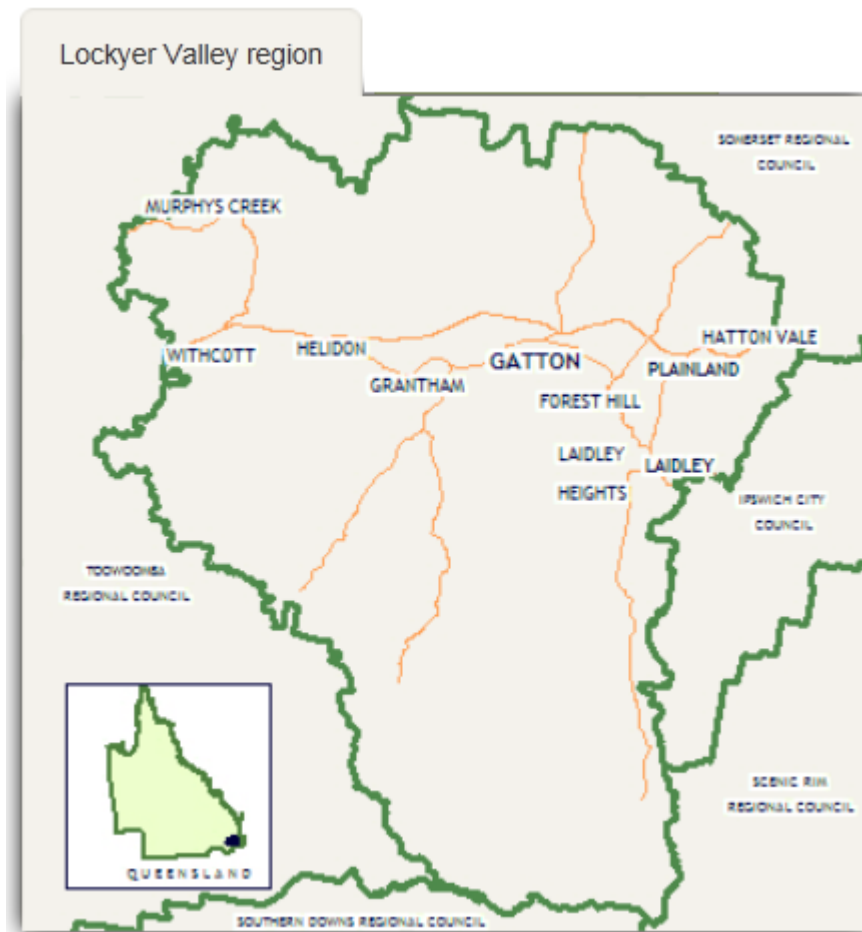 Lockyer Valley region
SOMERSET REGIONAL
COUNCIL
MURPHYS CREEK
HATTON VALE
WITHCOTT
HELIDON
GATTON
PLAINLAND
GRANTHAM
FOREST HILL
LAIDLEY
HEIGHTS
LAIDLEY
IPSWICH CITY
COUNCIL
TOOWOOMBA
REGIONAL COUNCIL
SCENIC RIM
REGIONAL COUNCIL
QUEENSLAND
SOUTHERN DOWNS REGIONAL COUNCIL